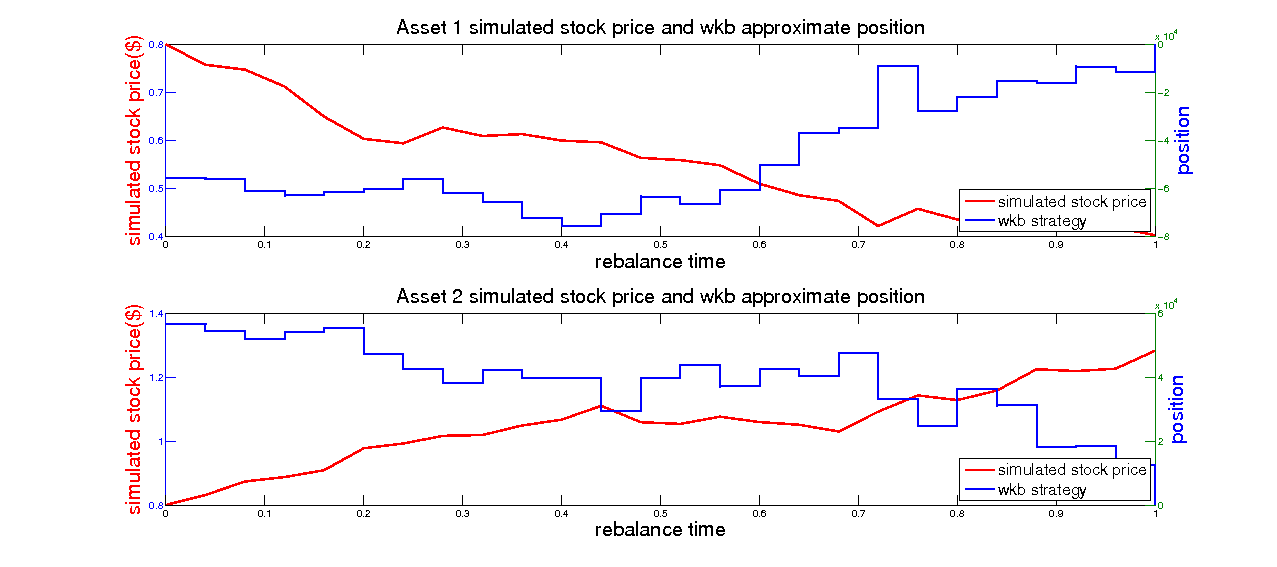 Asset 1 simulated stock price and wkb approximate position
x 10^4
simulated stock price($)
0.8
0.7
0.6
0.5
0.4
0
-2
-4
-6
-8
position
simulated stock price
wkb strategy
0 0.1 0.2 0.3 0.4 0.5 0.6 0.7 0.8 0.9 1
rebalance time
Asset 2 simulated stock price and wkb approximate position
x 10^4
simulated stock price($)
1.4
1.2
1
0.8
6
4
2
0
position
simulated stock price
wkb strategy
0 0.1 0.2 0.3 0.4 0.5 0.6 0.7 0.8 0.9 1
rebalance time